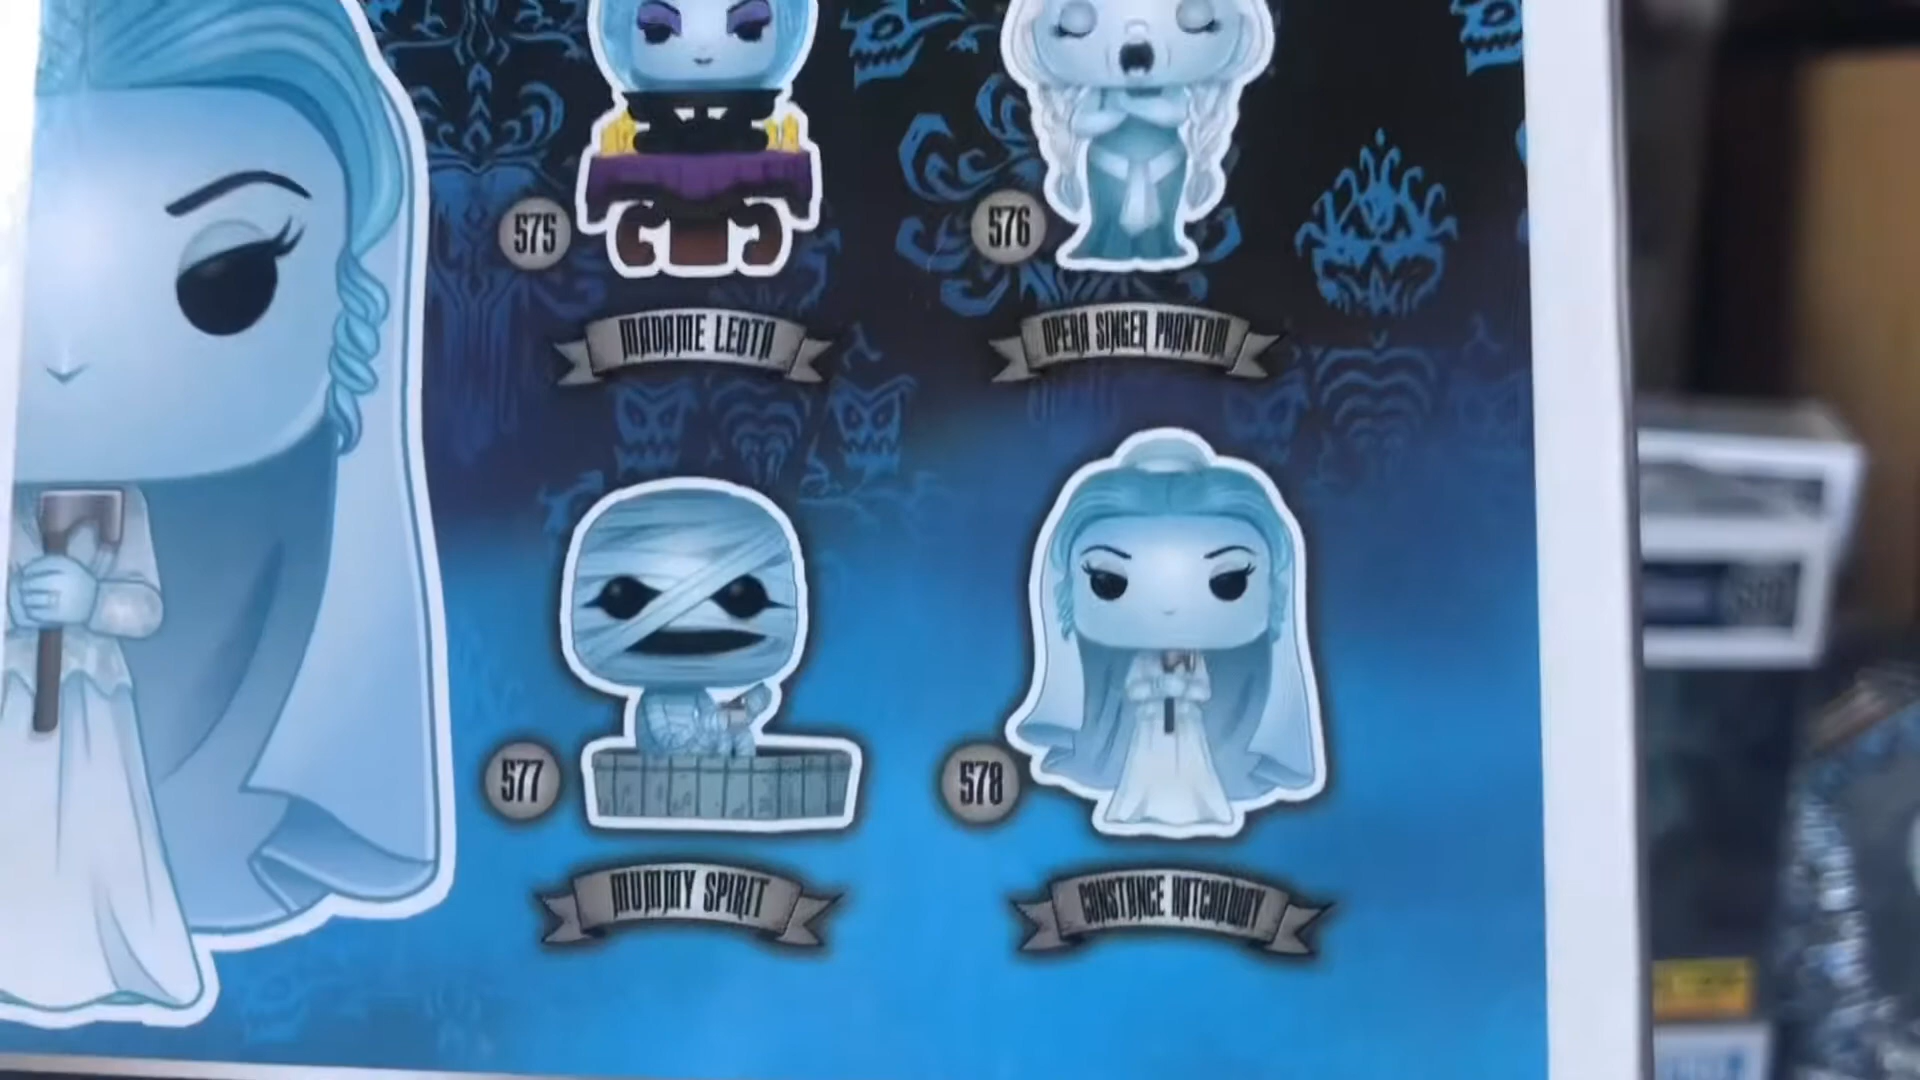 575
576
MADAME LEOTA
OPERA SINGER PHANTOM
577
578
MUMMY SPIRIT
CONSTANCE HATCHAWAY